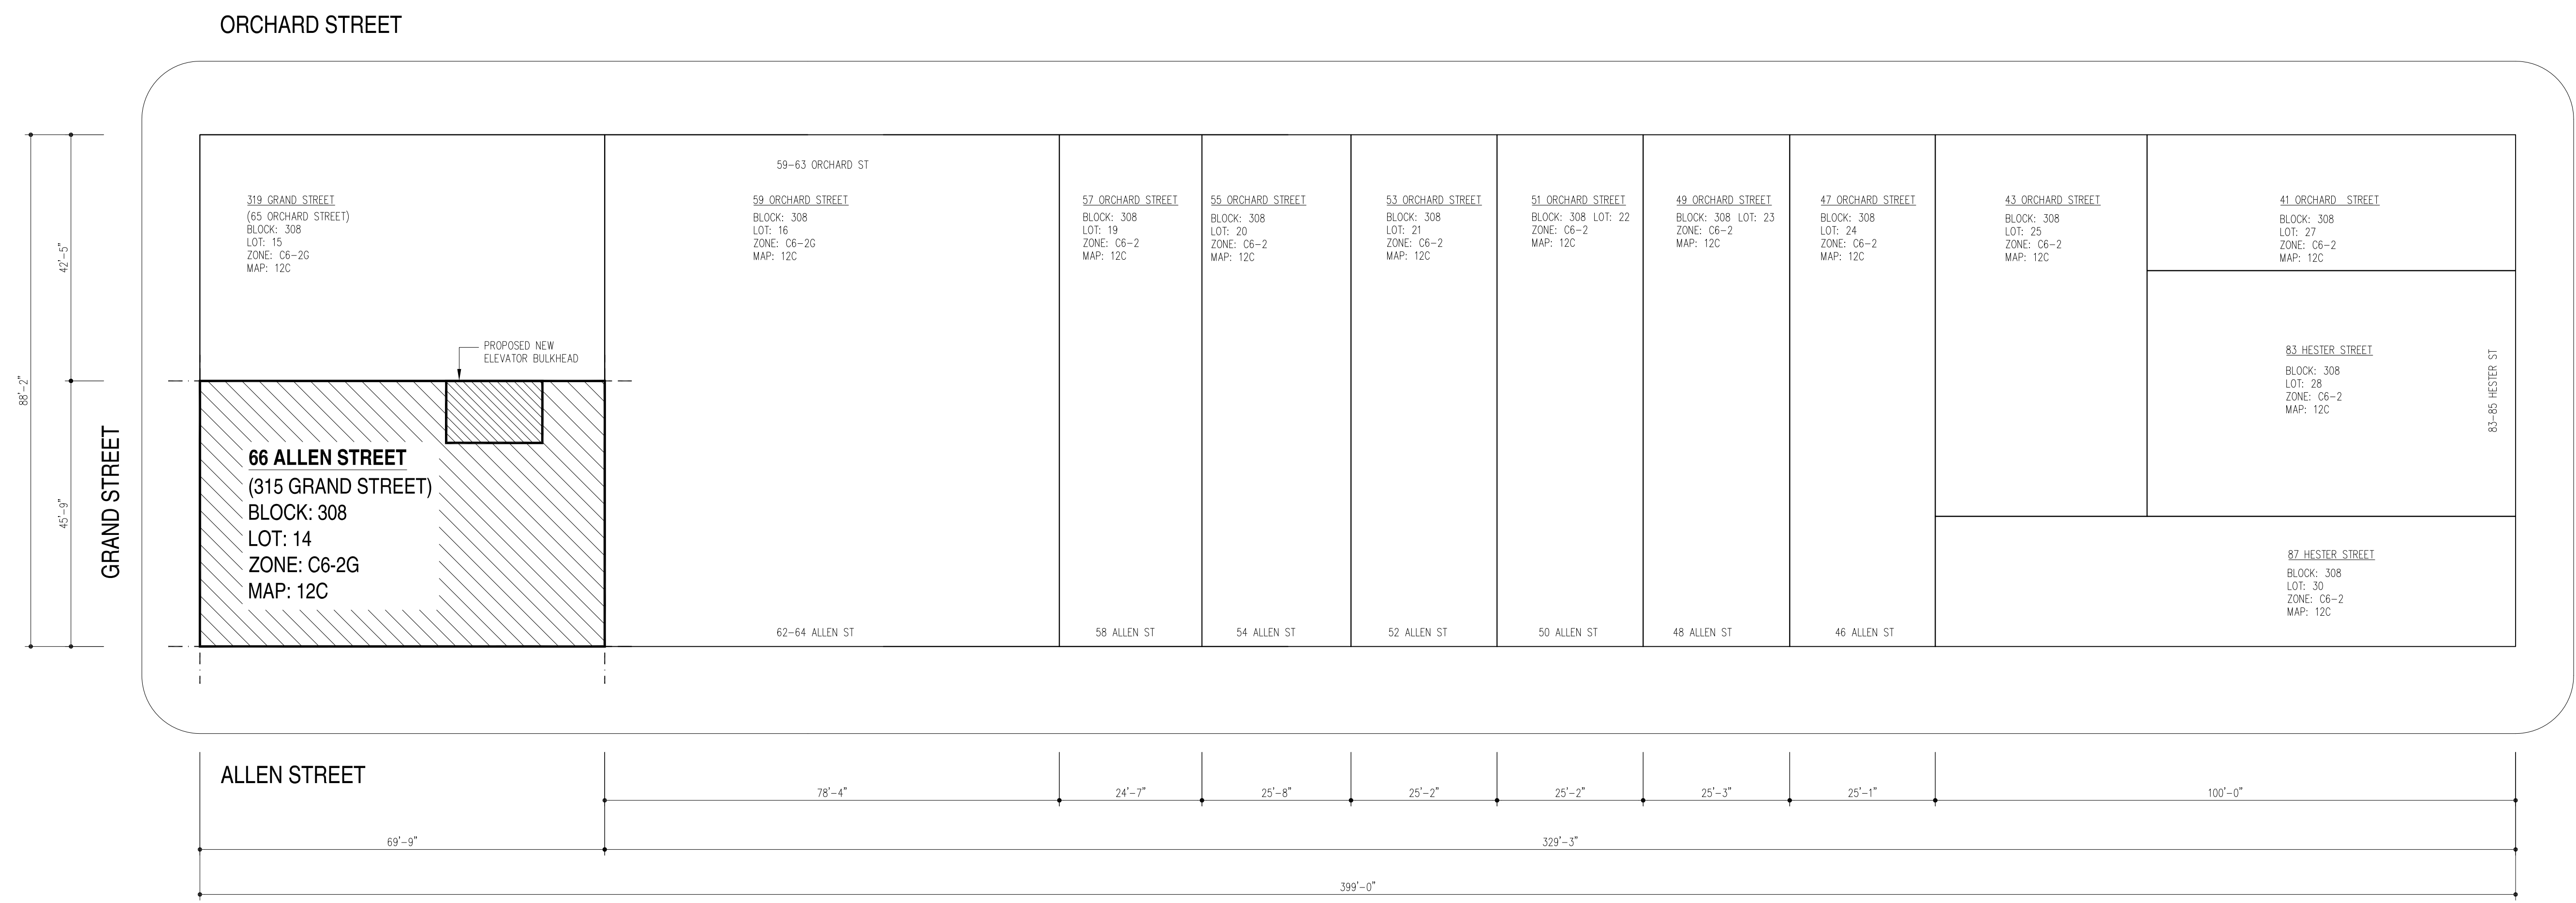 ORCHARD STREET
59-63 ORCHARD ST
319 GRAND STREET
(65 ORCHARD STREET)
BLOCK: 308
LOT: 15
ZONE: C6-2G
MAP: 12C
59 ORCHARD STREET
BLOCK: 308
LOT: 16
ZONE: C6-2G
MAP: 12C
57 ORCHARD STREET
BLOCK: 308
LOT: 19
ZONE: C6-2
MAP: 12C
55 ORCHARD STREET
BLOCK: 308
LOT: 20
ZONE: C6-2
MAP: 12C
53 ORCHARD STREET
BLOCK: 308
LOT: 21
ZONE: C6-2
MAP: 12C
51 ORCHARD STREET
BLOCK: 308 LOT: 22
ZONE: C6-2
MAP: 12C
49 ORCHARD STREET
BLOCK: 308 LOT: 23
ZONE: C6-2
MAP: 12C
47 ORCHARD STREET
BLOCK: 308
LOT: 24
ZONE: C6-2
MAP: 12C
43 ORCHARD STREET
BLOCK: 308
LOT: 25
ZONE: C6-2
MAP: 12C
41 ORCHARD STREET
BLOCK: 308
LOT: 27
ZONE: C6-2
MAP: 12C
42'-5"
88'-2"
45'-9"
GRAND STREET
PROPOSED NEW
ELEVATOR BULKHEAD
83 HESTER STREET
BLOCK: 308
LOT: 28
ZONE: C6-2
MAP: 12C
83-85 HESTER ST
66 ALLEN STREET
(315 GRAND STREET)
BLOCK: 308
LOT: 14
ZONE: C6-2G
MAP: 12C
87 HESTER STREET
BLOCK: 308
LOT: 30
ZONE: C6-2
MAP: 12C
62-64 ALLEN ST
58 ALLEN ST
54 ALLEN ST
52 ALLEN ST
50 ALLEN ST
48 ALLEN ST
46 ALLEN ST
ALLEN STREET
78'-4"
24'-7"
25'-8"
25'-2"
25'-2"
25'-3"
25'-1"
100'-0"
69'-9"
329'-3"
399'-0"